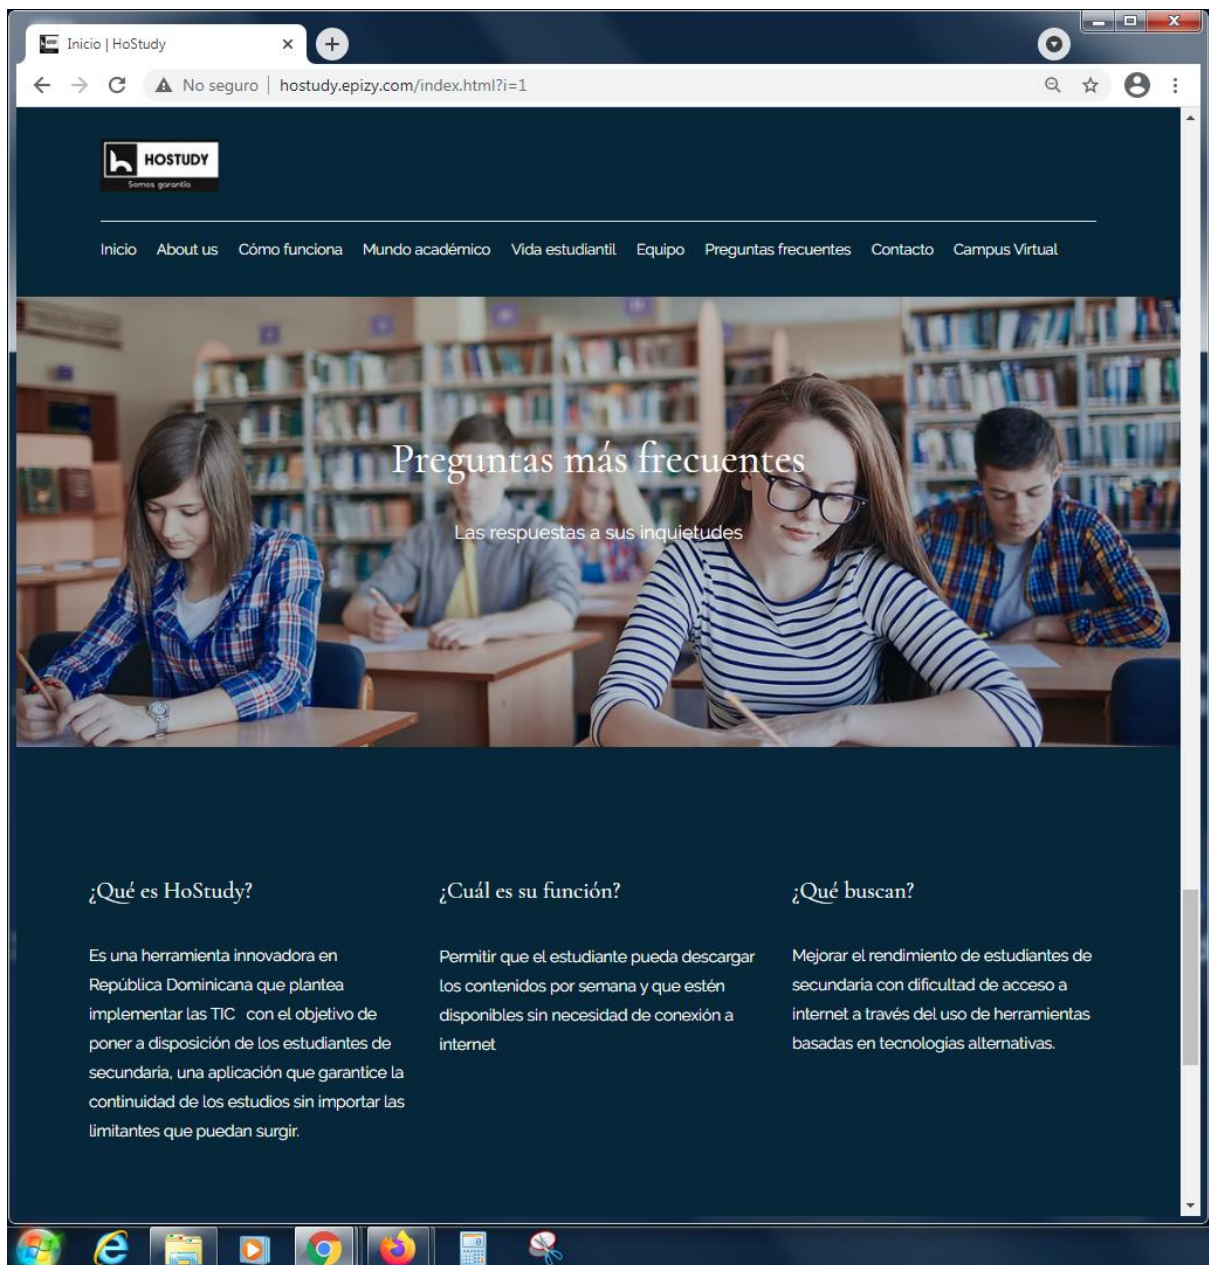 Inicio | HoStudy
No seguro | hostudy.epizy.com/index.html?i=1
HOSTUDY
Somos garantía
Inicio About us Cómo funciona Mundo académico Vida estudiantil Equipo Preguntas frecuentes Contacto Campus Virtual
Preguntas más frecuentes
Las respuestas a sus inquietudes
¿Qué es HoStudy?
Es una herramienta innovadora en
República Dominicana que plantea
implementar las TIC con el objetivo de
poner a disposición de los estudiantes de
secundaria, una aplicación que garantice la
continuidad de los estudios sin importar las
limitantes que puedan surgir.
¿Cuál es su función?
Permitir que el estudiante pueda descargar
los contenidos por semana y que estén
disponibles sin necesidad de conexión a
internet
¿Qué buscan?
Mejorar el rendimiento de estudiantes de
secundaria con dificultad de acceso a
internet a través del uso de herramientas
basadas en tecnologías alternativas.